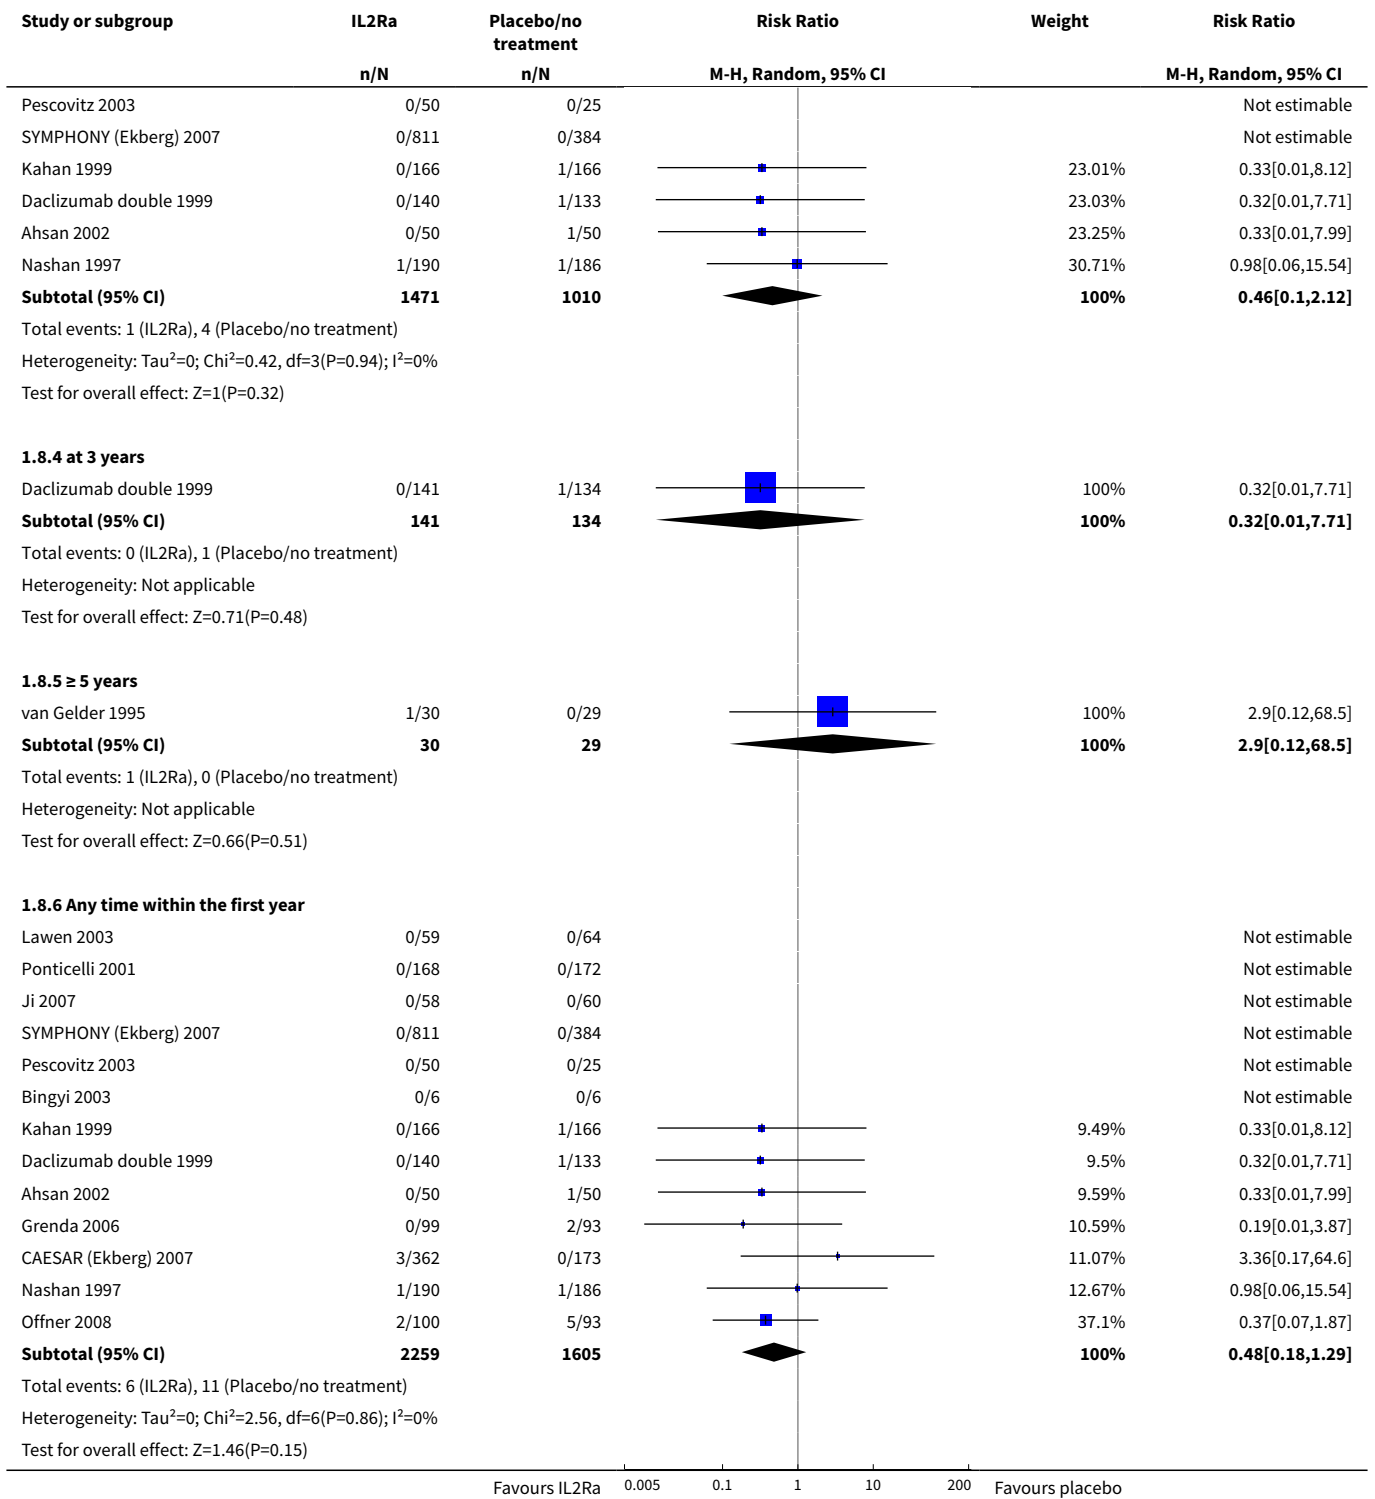 Study or subgroup IL2Ra Placebo/no treatment Risk Ratio Weight Risk Ratio
n/N n/N M-H, Random, 95% CI M-H, Random, 95% CI
Pescovitz 2003 0/50 0/25 Not estimable
SYMPHONY (Ekberg) 2007 0/811 0/384 Not estimable
Kahan 1999 0/166 1/166 23.01% 0.33[0.01,8.12]
Daclizumab double 1999 0/140 1/133 23.03% 0.32[0.01,7.71]
Ahsan 2002 0/50 1/50 23.25% 0.33[0.01,7.99]
Nashan 1997 1/190 1/186 30.71% 0.98[0.06,15.54]
Subtotal (95% CI) 1471 1010 100% 0.46[0.1,2.12]
Total events: 1 (IL2Ra), 4 (Placebo/no treatment)
Heterogeneity: Tau²=0; Chi²=0.42, df=3(P=0.94); I²=0%
Test for overall effect: Z=1(P=0.32)
1.8.4 at 3 years
Daclizumab double 1999 0/141 1/134 100% 0.32[0.01,7.71]
Subtotal (95% CI) 141 134 100% 0.32[0.01,7.71]
Total events: 0 (IL2Ra), 1 (Placebo/no treatment)
Heterogeneity: Not applicable
Test for overall effect: Z=0.71(P=0.48)
1.8.5 ≥ 5 years
van Gelder 1995 1/30 0/29 100% 2.9[0.12,68.5]
Subtotal (95% CI) 30 29 100% 2.9[0.12,68.5]
Total events: 1 (IL2Ra), 0 (Placebo/no treatment)
Heterogeneity: Not applicable
Test for overall effect: Z=0.66(P=0.51)
1.8.6 Any time within the first year
Lawen 2003 0/59 0/64 Not estimable
Ponticelli 2001 0/168 0/172 Not estimable
Ji 2007 0/58 0/60 Not estimable
SYMPHONY (Ekberg) 2007 0/811 0/384 Not estimable
Pescovitz 2003 0/50 0/25 Not estimable
Bingyi 2003 0/6 0/6 Not estimable
Kahan 1999 0/166 1/166 9.49% 0.33[0.01,8.12]
Daclizumab double 1999 0/140 1/133 9.5% 0.32[0.01,7.71]
Ahsan 2002 0/50 1/50 9.59% 0.33[0.01,7.99]
Grenda 2006 0/99 2/93 10.59% 0.19[0.01,3.87]
CAESAR (Ekberg) 2007 3/362 0/173 11.07% 3.36[0.17,64.6]
Nashan 1997 1/190 1/186 12.67% 0.98[0.06,15.54]
Offner 2008 2/100 5/93 37.1% 0.37[0.07,1.87]
Subtotal (95% CI) 2259 1605 100% 0.48[0.18,1.29]
Total events: 6 (IL2Ra), 11 (Placebo/no treatment)
Heterogeneity: Tau²=0; Chi²=2.56, df=6(P=0.86); I²=0%
Test for overall effect: Z=1.46(P=0.15)
Favours IL2Ra 0.005 0.1 1 10 200 Favours placebo